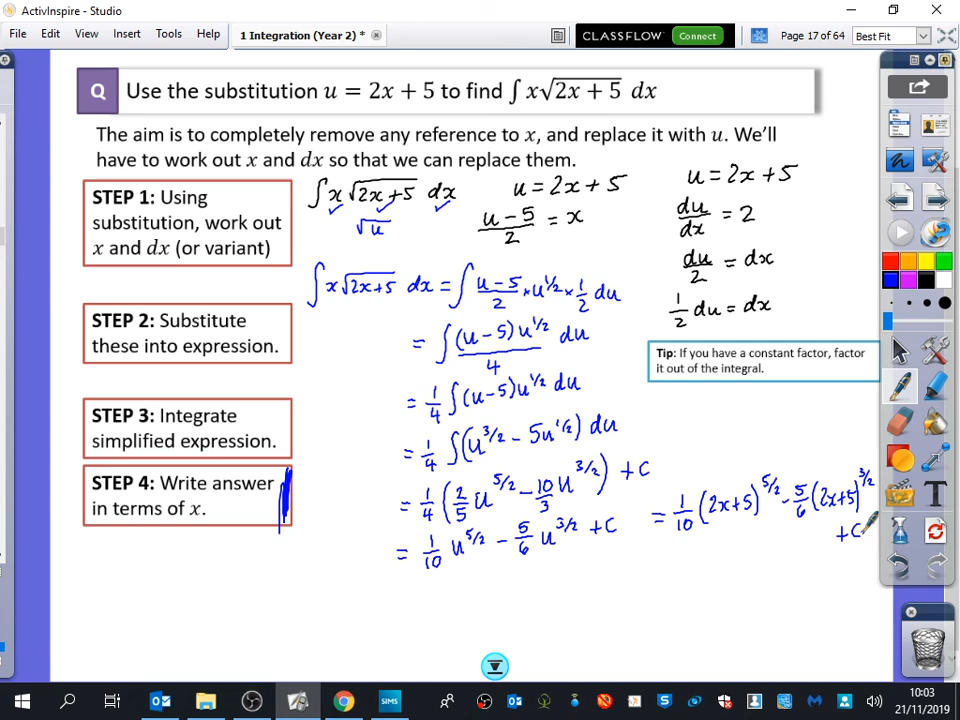 ActivInspire - Studio
File Edit View Insert Tools Help
1 Integration (Year 2) *
CLASSFLOW Connect
Page 17 of 64
Best Fit
Q Use the substitution u = 2x + 5 to find ∫ x√(2x + 5) dx
The aim is to completely remove any reference to x, and replace it with u. We'll
have to work out x and dx so that we can replace them.
STEP 1: Using
substitution, work out
x and dx (or variant)
STEP 2: Substitute
these into expression.
STEP 3: Integrate
simplified expression.
STEP 4: Write answer
in terms of x.
∫ x √(2x+5) dx
√u
u = 2x + 5
(u - 5)/2 = x
u = 2x + 5
du/dx = 2
du/2 = dx
1/2 du = dx
∫ x√(2x+5) dx = ∫ (u-5)/2 × u^1/2 × 1/2 du
= ∫ (u-5)u^1/2 / 4 du
= 1/4 ∫ (u-5)u^1/2 du
= 1/4 ∫ (u^3/2 - 5u^1/2) du
= 1/4 (2/5 u^5/2 - 10/3 u^3/2) + C
= 1/10 u^5/2 - 5/6 u^3/2 + C
= 1/10 (2x+5)^5/2 - 5/6 (2x+5)^3/2
+ C
Tip: If you have a constant factor, factor
it out of the integral.
T
SIMS
10:03
21/11/2019